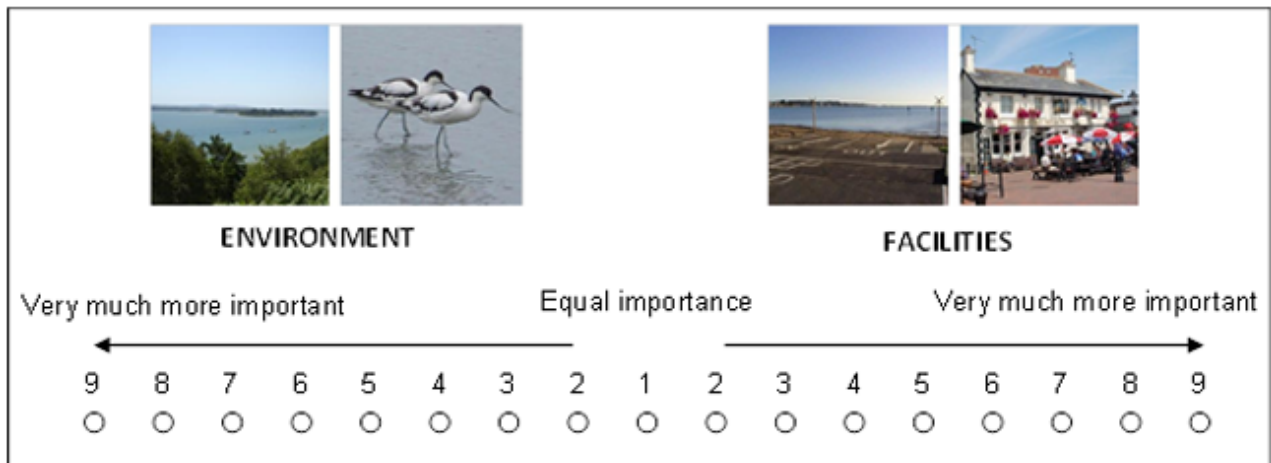 ENVIRONMENT FACILITIES
Very much more important Equal importance Very much more important
9 8 7 6 5 4 3 2 1 2 3 4 5 6 7 8 9